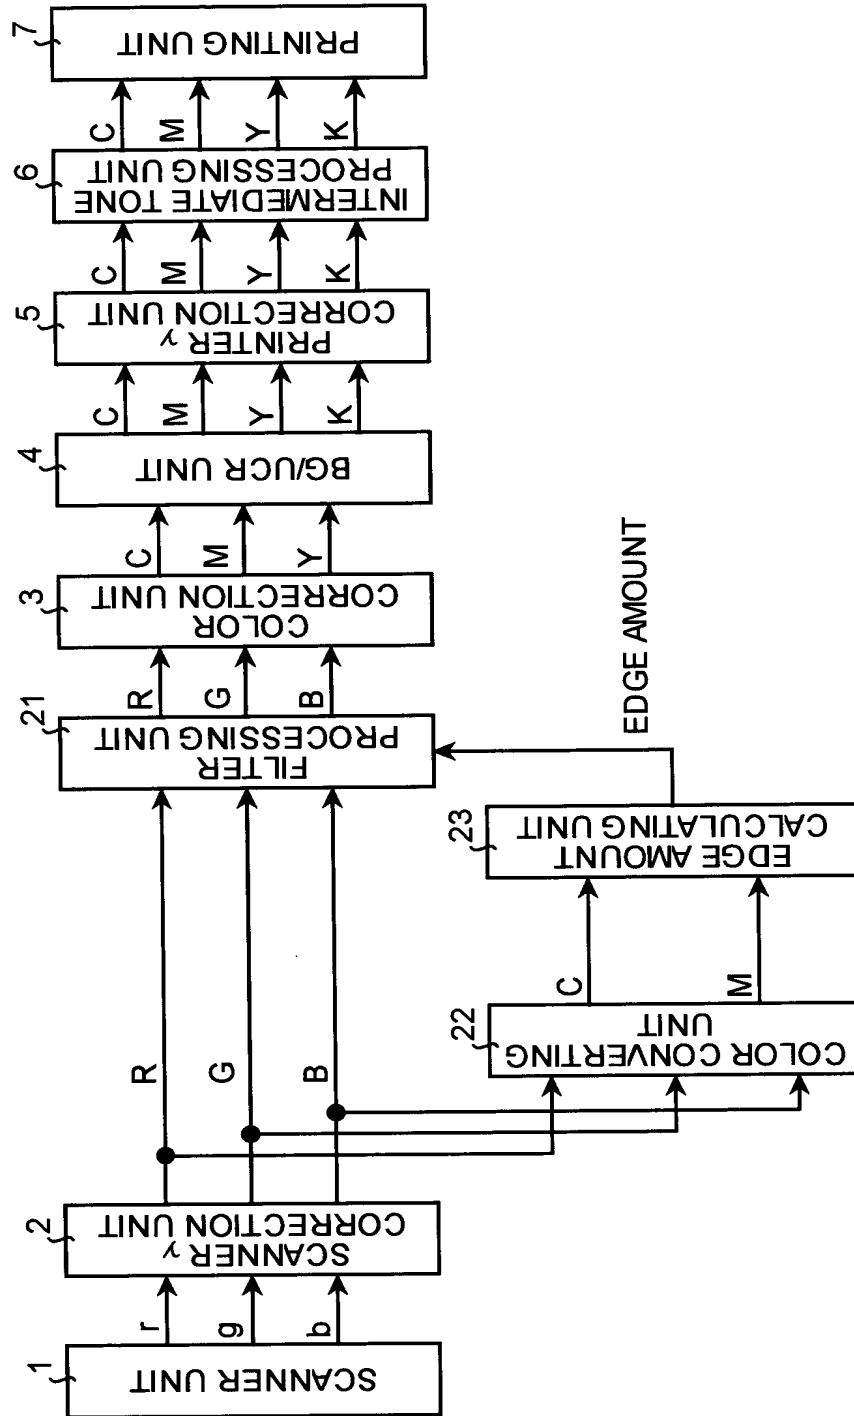 1
SCANNER UNIT
r
g
b
2
SCANNER γ
CORRECTION UNIT
R
G
B
22
COLOR CONVERTING
UNIT
C
M
23
EDGE AMOUNT
CALCULATING UNIT
EDGE AMOUNT
21
FILTER
PROCESSING UNIT
R
G
B
3
COLOR
CORRECTION UNIT
C
M
Y
4
BG/UCR UNIT
C
M
Y
K
5
PRINTER γ
CORRECTION UNIT
C
M
Y
K
6
INTERMEDIATE TONE
PROCESSING UNIT
C
M
Y
K
7
PRINTING UNIT